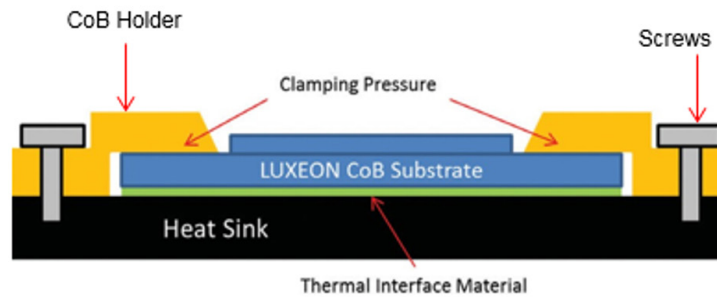 CoB Holder
Screws
Clamping Pressure
LUXEON CoB Substrate
Heat Sink
Thermal Interface Material